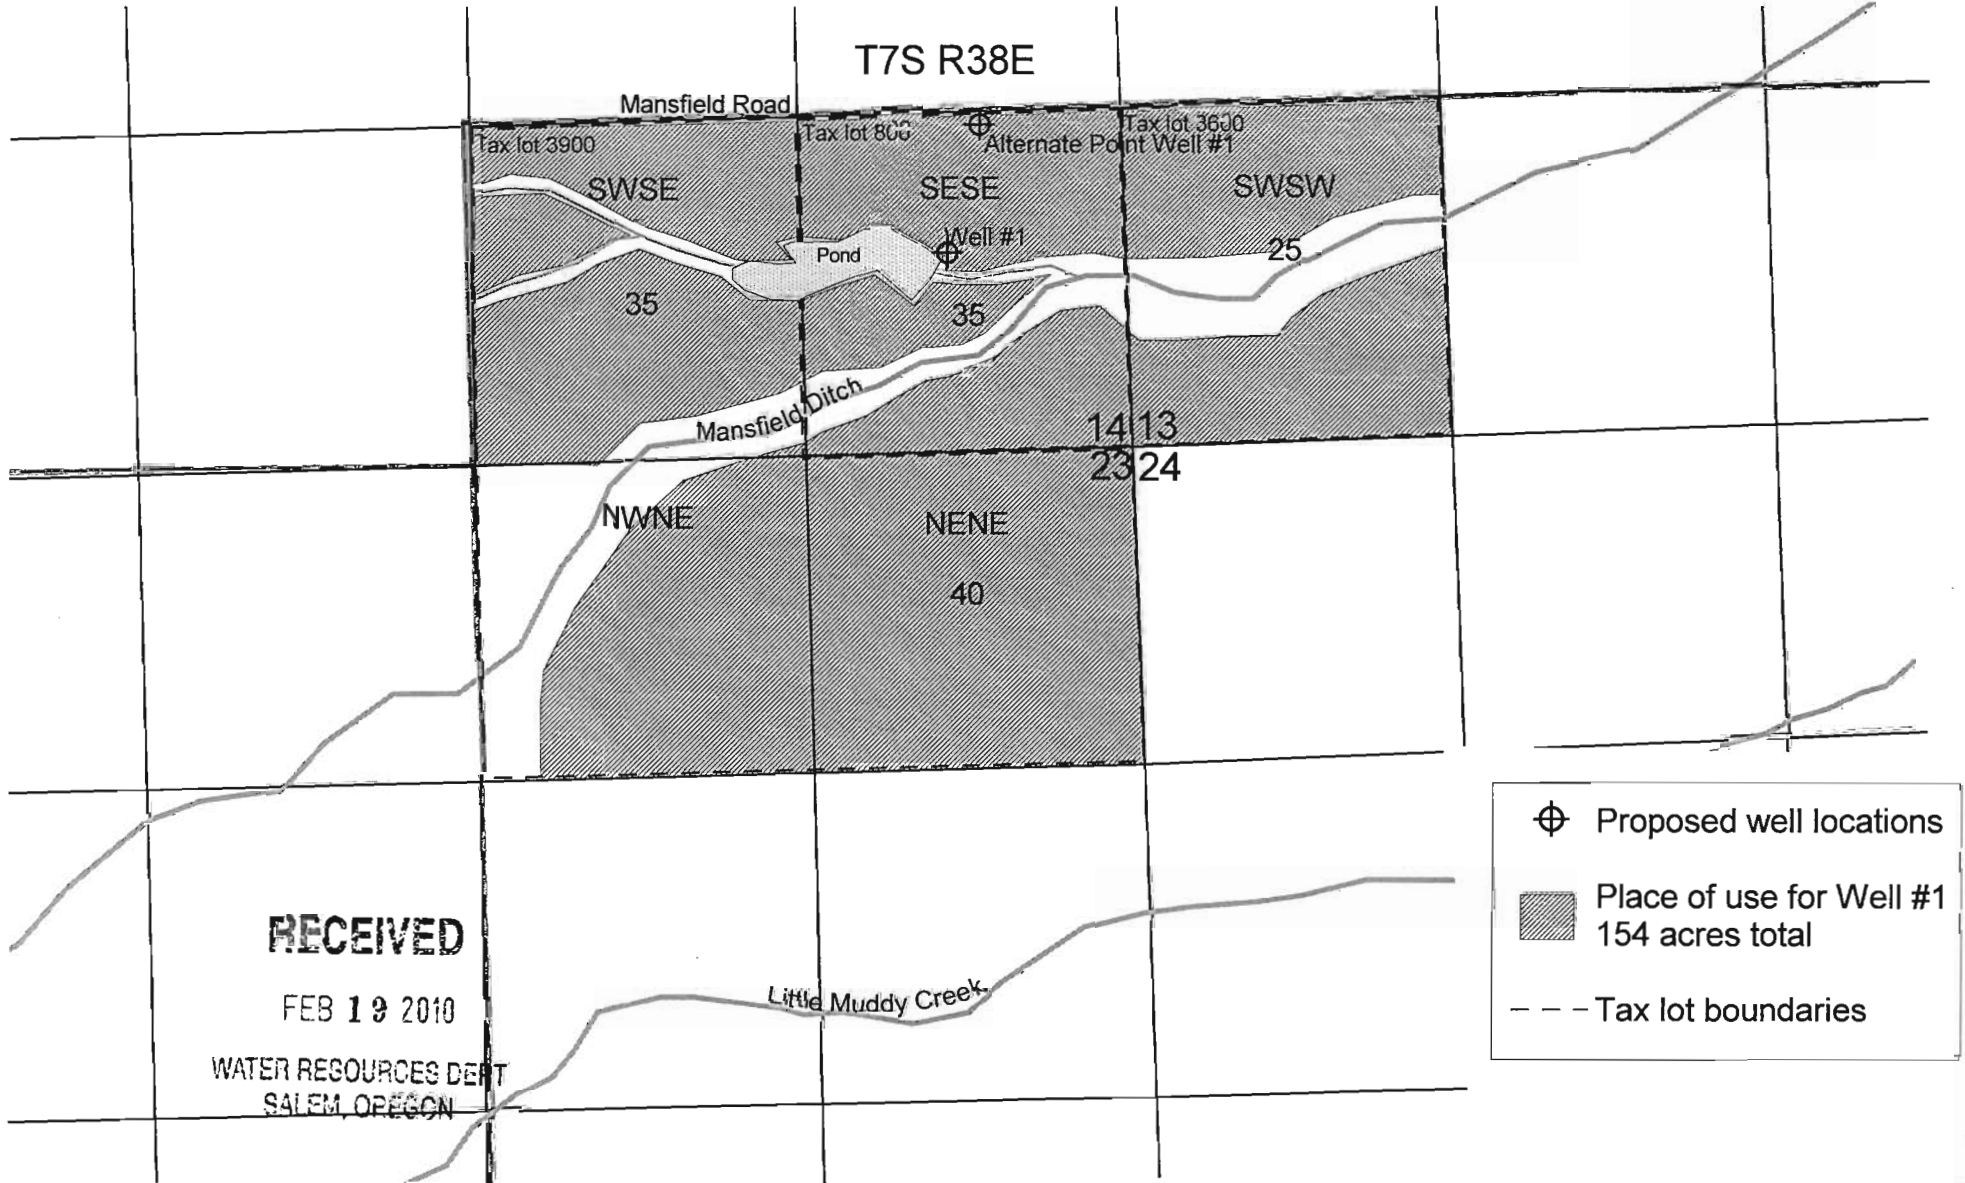 T7S R38E
Mansfield Road
Tax lot 3900
Tax lot 800
Tax lot 3600
Alternate Point Well #1
SWSE
SESE
SWSW
Well #1
Pond
25
35
35
Mansfield Ditch
14 13
23 24
NWNE
NENE
40
Proposed well locations
Place of use for Well #1
154 acres total
Tax lot boundaries
RECEIVED
FEB 19 2010
WATER RESOURCES DEPT
SALEM, OREGON
Little Muddy Creek